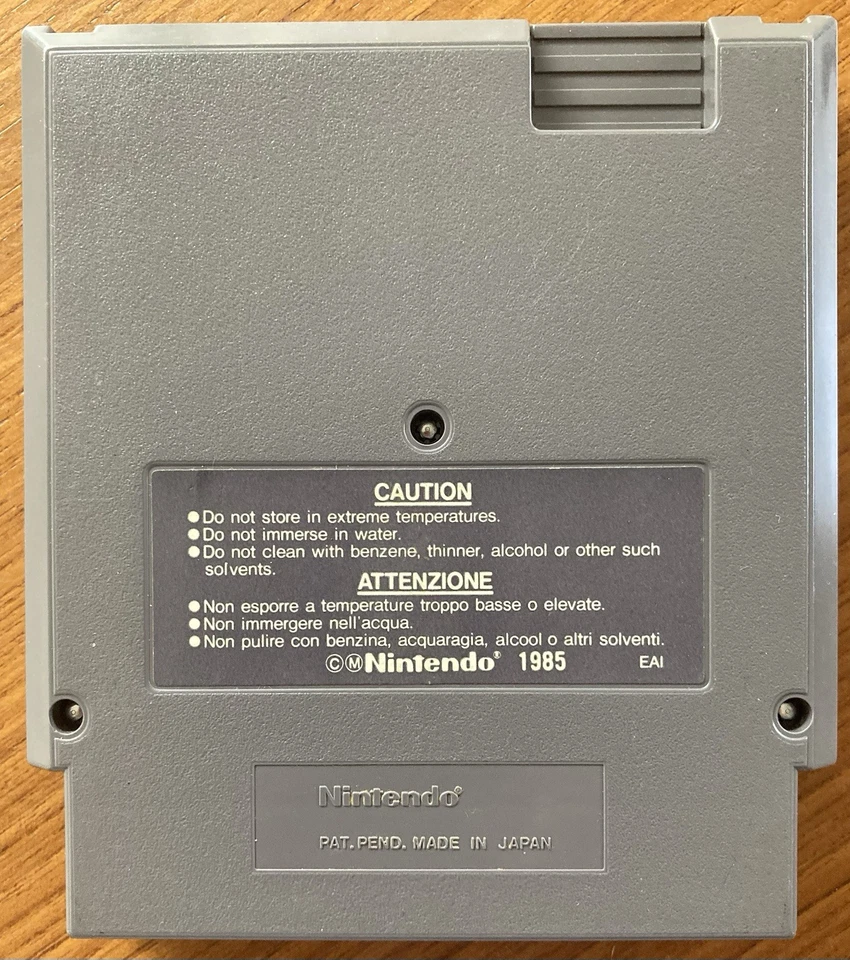 CAUTION
●Do not store in extreme temperatures.
●Do not immerse in water.
●Do not clean with benzene, thinner, alcohol or other such
solvents.
ATTENZIONE
●Non esporre a temperature troppo basse o elevate.
●Non immergere nell'acqua.
●Non pulire con benzina, acquaragia, alcool o altri solventi.
©ⓂNintendo® 1985 EAI
Nintendo®
PAT. PEND. MADE IN JAPAN